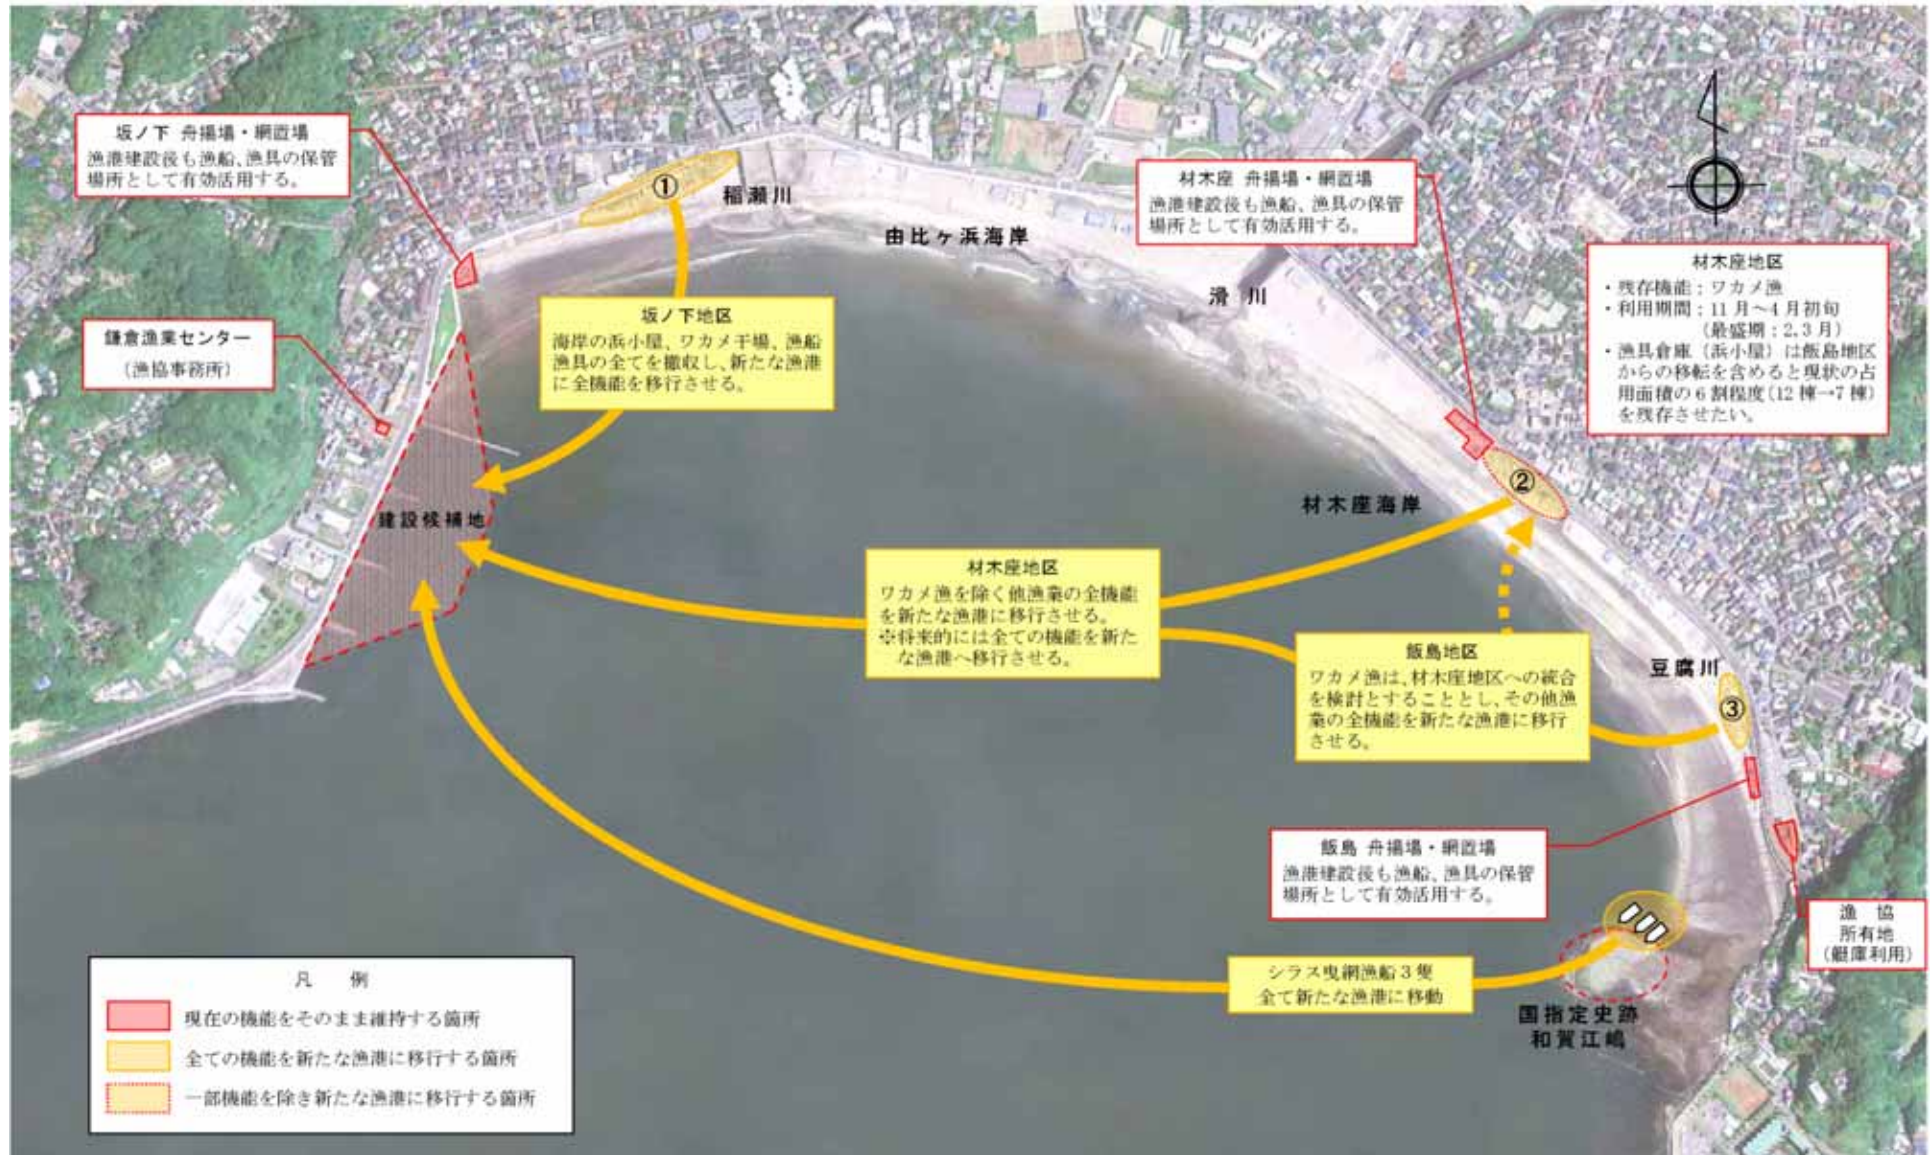 坂ノ下 舟揚場・網置場
漁港建設後も漁船、漁具の保管
場所として有効活用する。
鎌倉漁業センター
(漁協事務所)
①
稲瀬川
由比ヶ浜海岸
滑 川
坂ノ下地区
海岸の浜小屋、ワカメ干場、漁船
漁具の全てを撤収し、新たな漁港
に全機能を移行させる。
材木座 舟揚場・網置場
漁港建設後も漁船、漁具の保管
場所として有効活用する。
材木座地区
・残存機能:ワカメ漁
・利用期間:11月~4月初旬
(最盛期:2,3月)
・漁具倉庫(浜小屋)は飯島地区
からの移転を含めると現状の占
用面積の6割程度(12棟→7棟)
を残存させたい。
②
材木座海岸
建設候補地
材木座地区
ワカメ漁を除く他漁業の全機能
を新たな漁港に移行させる。
※将来的には全ての機能を新た
な漁港へ移行させる。
飯島地区
ワカメ漁は、材木座地区への統合
を検討とすることとし、その他漁
業の全機能を新たな漁港に移行
させる。
豆腐川
③
飯島 舟揚場・網置場
漁港建設後も漁船、漁具の保管
場所として有効活用する。
漁 協
所有地
(艇庫利用)
シラス曳網漁船3隻
全て新たな漁港に移動
国指定史跡
和賀江嶋
凡 例
現在の機能をそのまま維持する箇所
全ての機能を新たな漁港に移行する箇所
一部機能を除き新たな漁港に移行する箇所